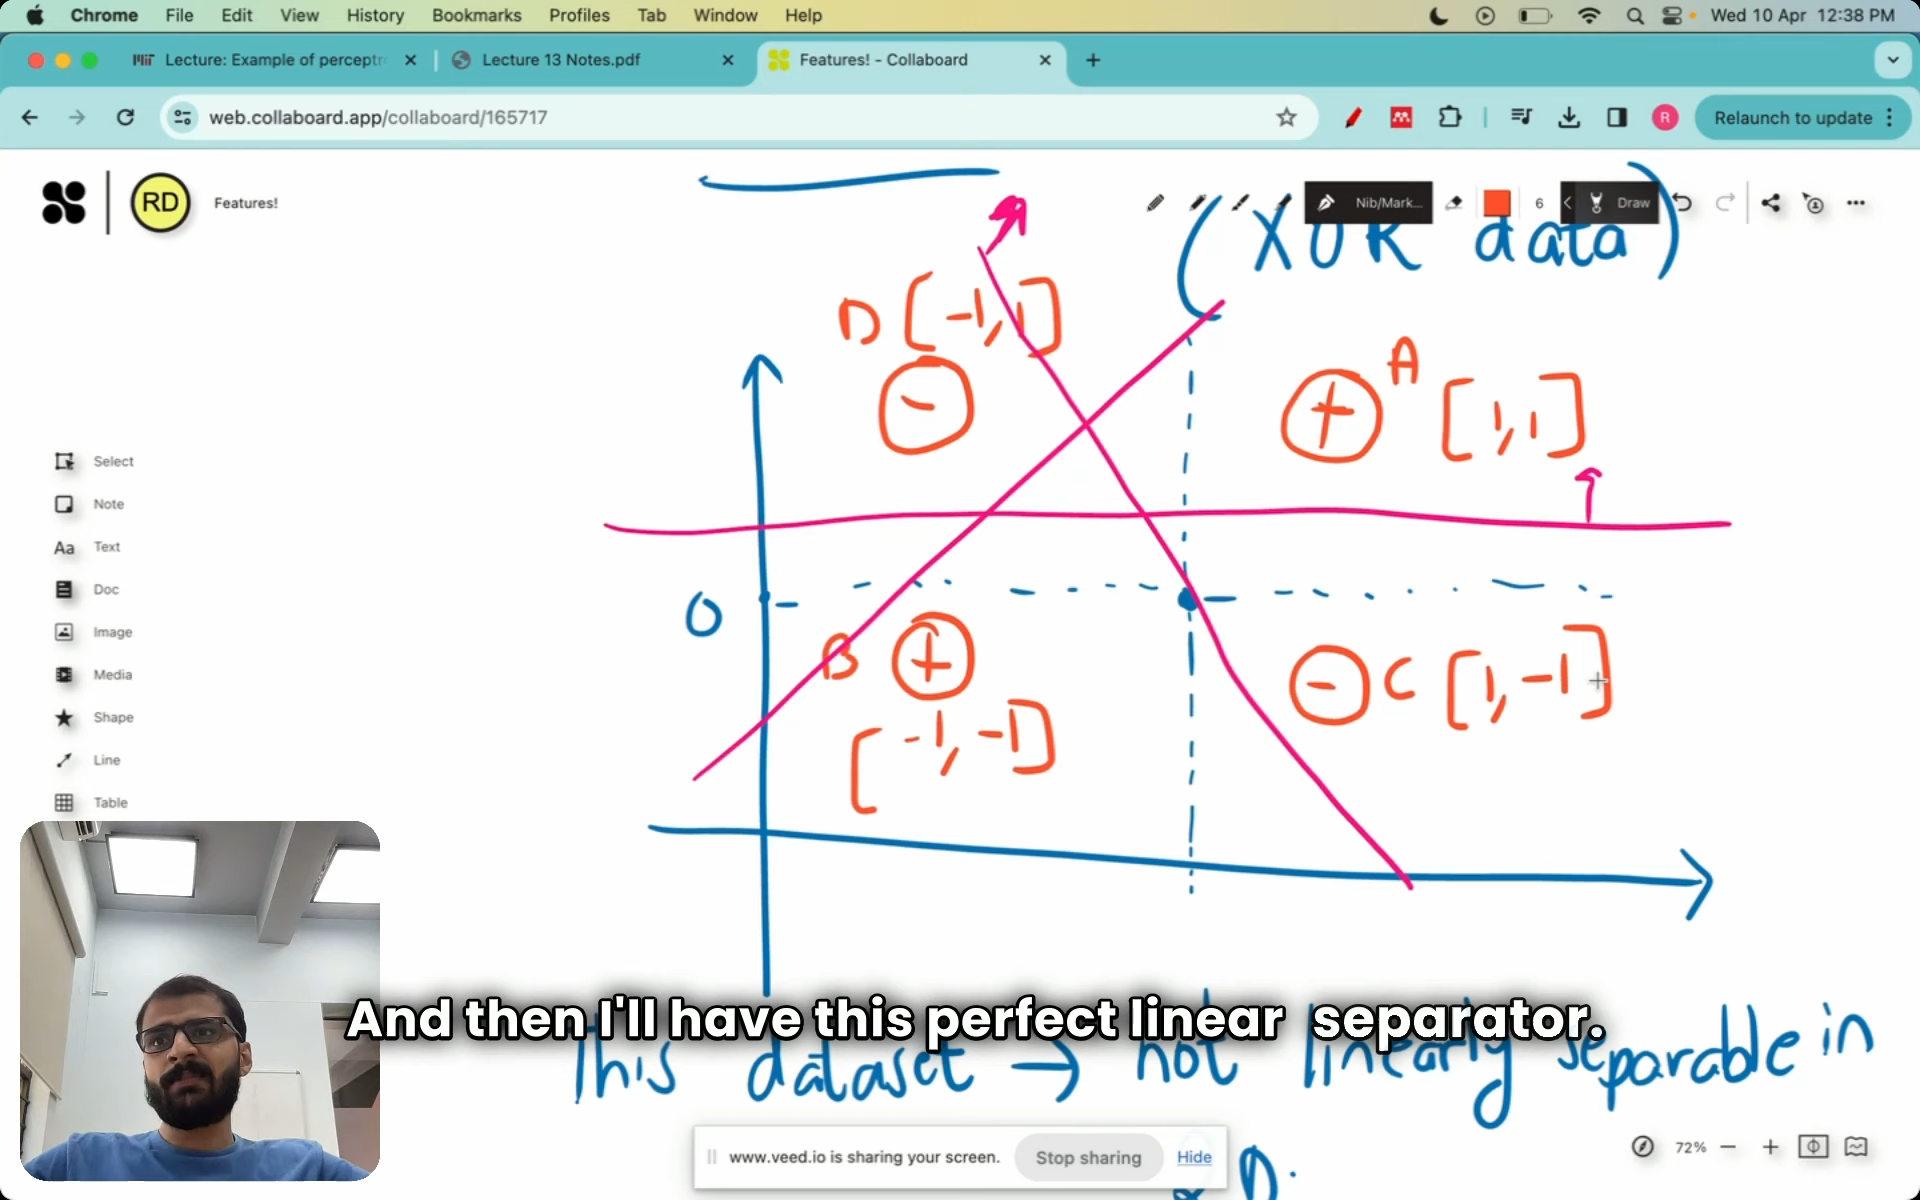 Chrome File Edit View History Bookmarks Profiles Tab Window Help Wed 10 Apr 12:38 PM
Lecture: Example of perceptr Lecture 13 Notes.pdf Features! - Collaboard
web.collaboard.app/collaboard/165717 R Relaunch to update
RD Features! Nib/Mark... 6 Draw
(XOR data)
D [-1, 1]
-
+ A [1, 1]
0
B +
[-1, -1]
- C [1, -1]
Select
Note
Aa Text
Doc
Image
Media
Shape
Line
Table
And then I'll have this perfect linear separator.
This dataset → not linearly separable in
2D.
www.veed.io is sharing your screen. Stop sharing Hide
72% - +